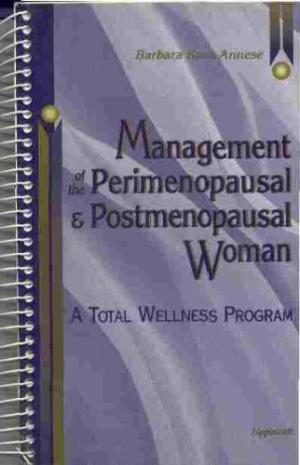 Barbara Kass-Annese
Management
of the Perimenopausal
& Postmenopausal
Woman
A TOTAL WELLNESS PROGRAM
Lippincott